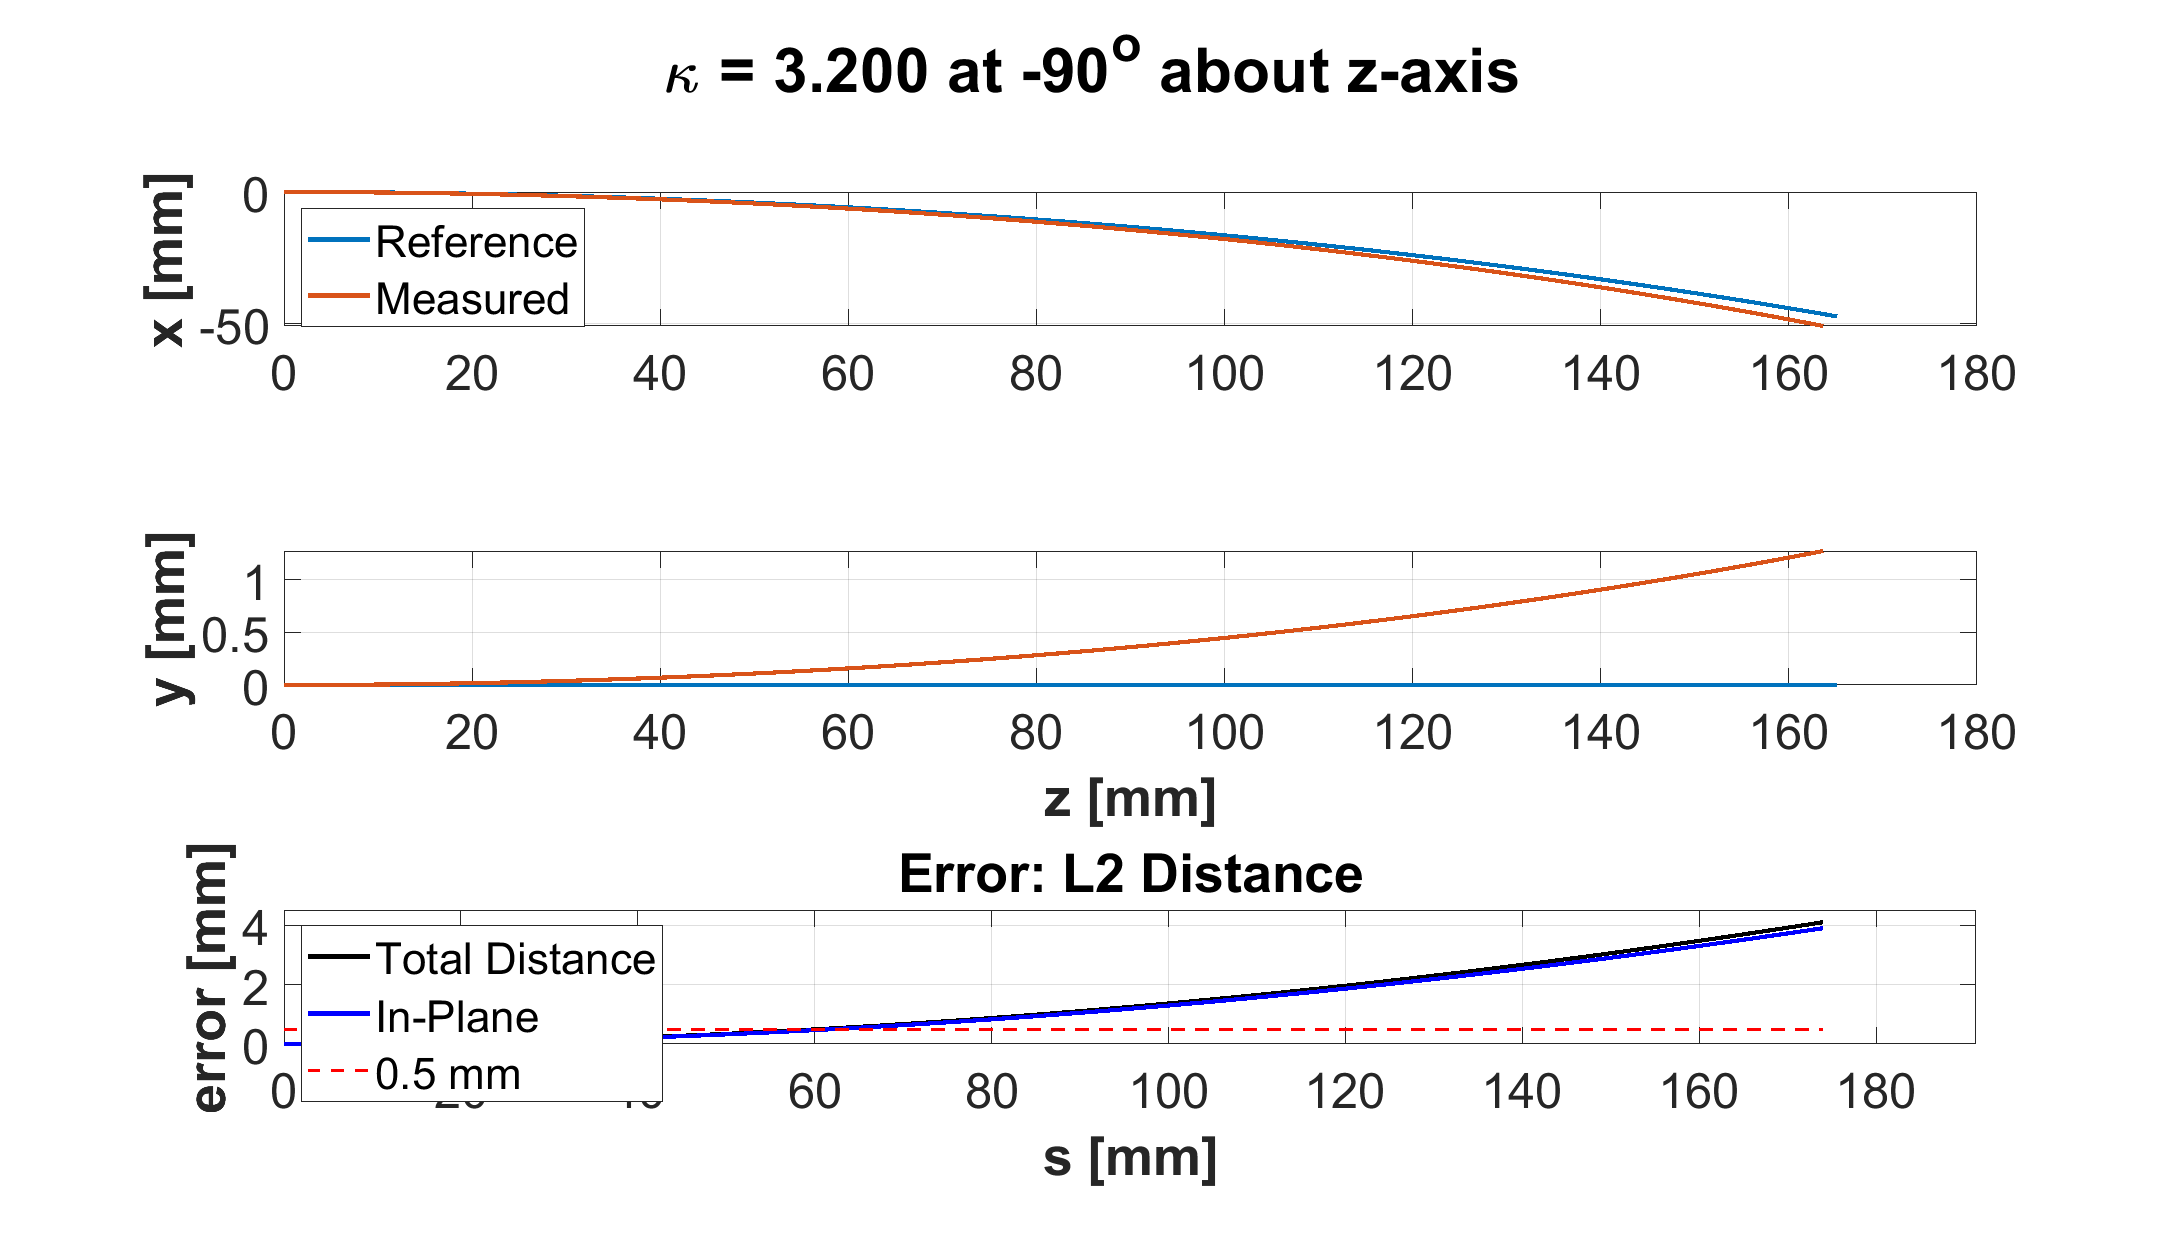 κ = 3.200 at -90° about z-axis
x [mm]
0
-50
Reference
Measured
0 20 40 60 80 100 120 140 160 180
y [mm]
1
0.5
0
0 20 40 60 80 100 120 140 160 180
z [mm]
Error: L2 Distance
error [mm]
4
2
0
Total Distance
In-Plane
0.5 mm
0 20 40 60 80 100 120 140 160 180
s [mm]